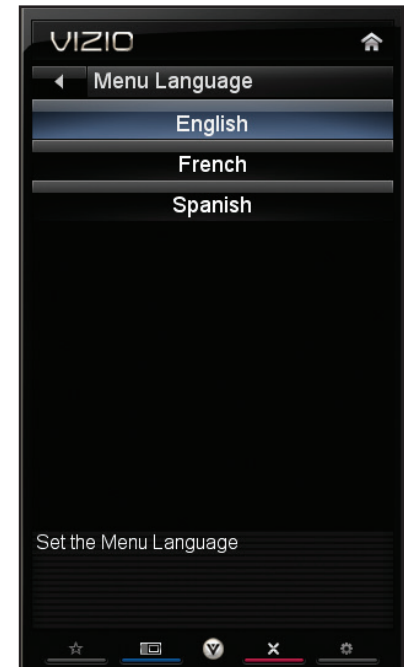 VIZIO
Menu Language
English
French
Spanish
Set the Menu Language